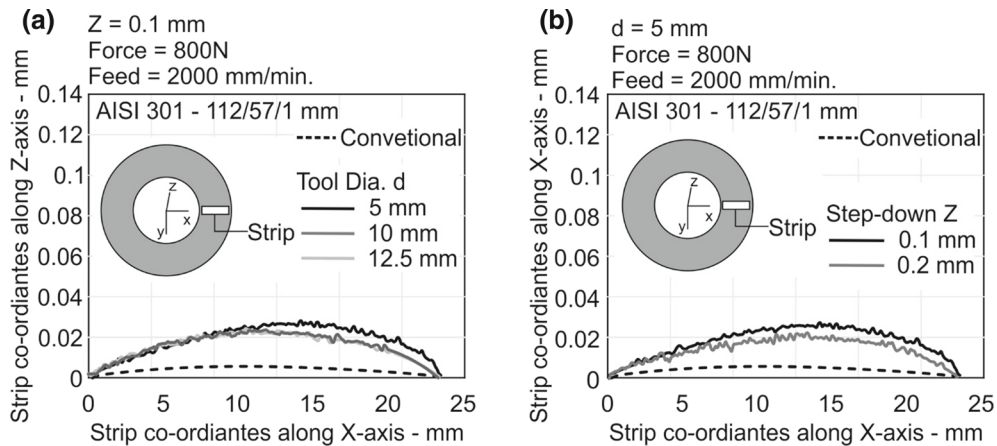 (a)
Z = 0.1 mm
Force = 800N
Feed = 2000 mm/min.
Strip co-ordiantes along Z-axis - mm
0.14
0.12
0.1
0.08
0.06
0.04
0.02
0
AISI 301 - 112/57/1 mm
Convetional
Tool Dia. d
5 mm
10 mm
12.5 mm
z
x
y
Strip
0 5 10 15 20 25
Strip co-ordiantes along X-axis - mm
(b)
d = 5 mm
Force = 800N
Feed = 2000 mm/min.
Strip co-ordiantes along X-axis - mm
0.14
0.12
0.1
0.08
0.06
0.04
0.02
0
AISI 301 - 112/57/1 mm
Convetional
Step-down Z
0.1 mm
0.2 mm
z
x
y
Strip
0 5 10 15 20 25
Strip co-ordiantes along X-axis - mm